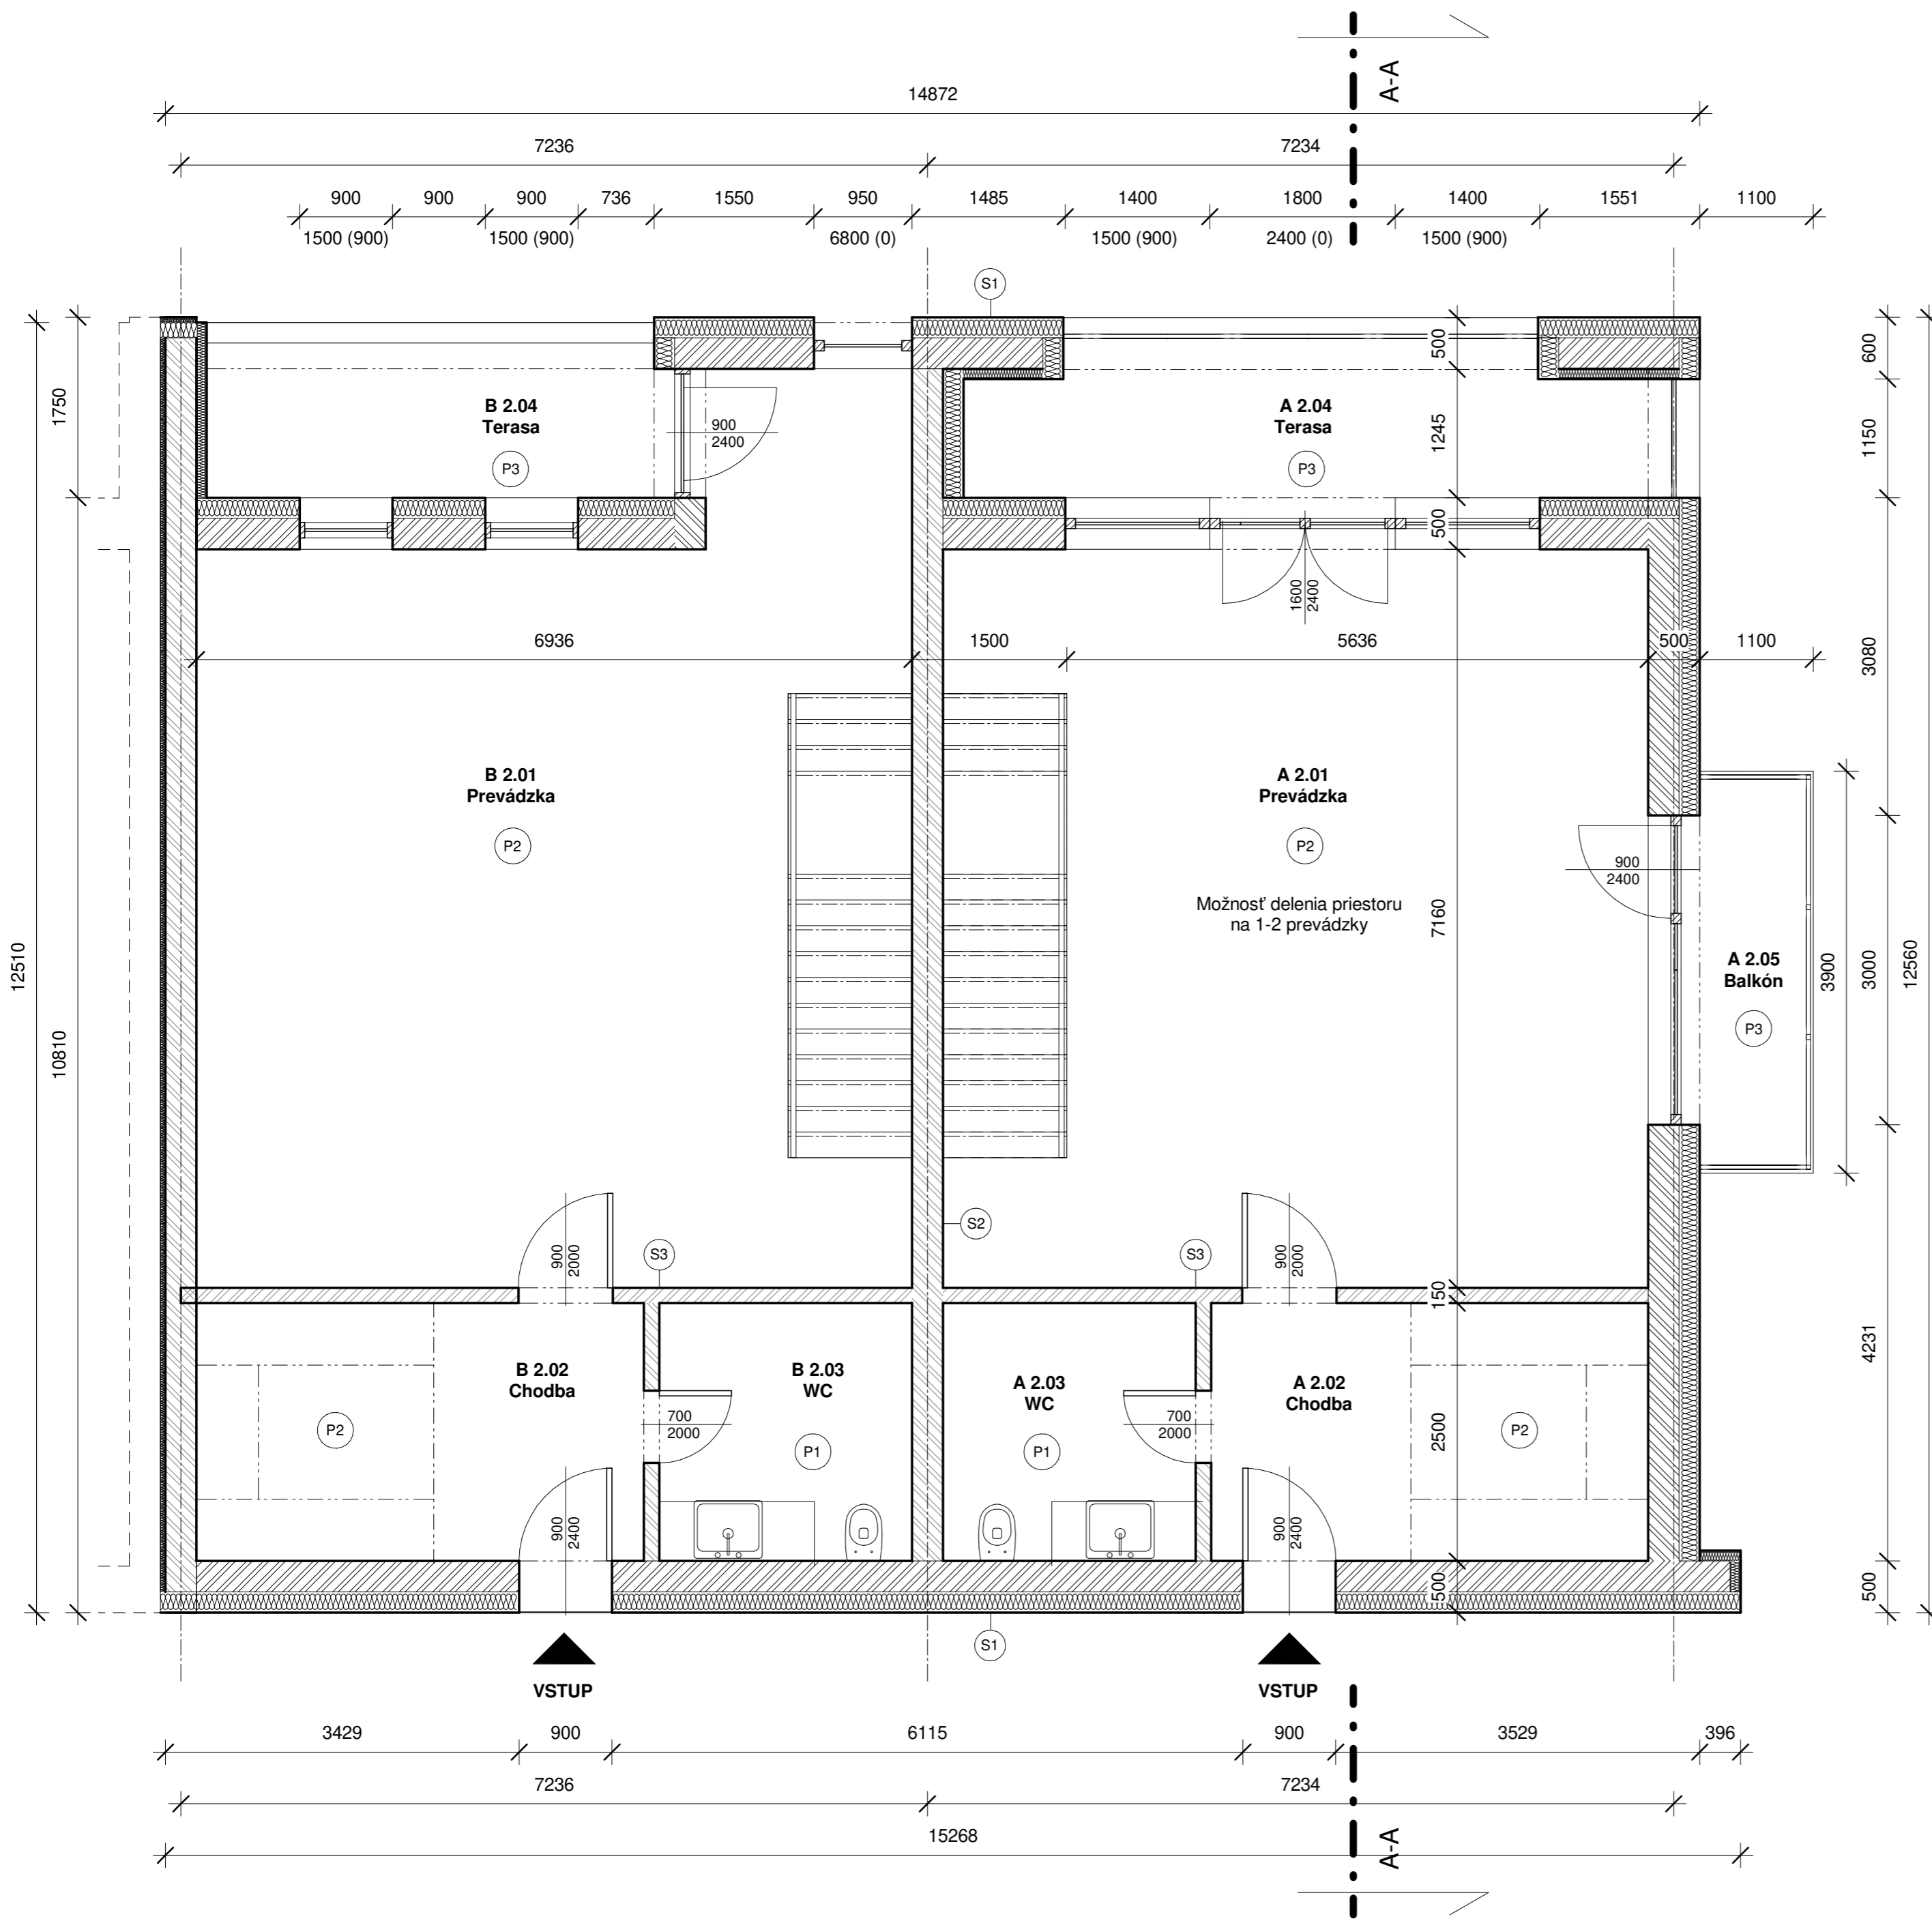 A-A
14872
7236
7234
900
900
900
736
1550
950
1485
1400
1800
1400
1551
1100
1500 (900)
1500 (900)
6800 (0)
1500 (900)
2400 (0)
1500 (900)
S1
500
600
1750
B 2.04
Terasa
P3
900
2400
A 2.04
Terasa
P3
1245
1150
500
1600
2400
6936
1500
5636
500
1100
3080
B 2.01
Prevádzka
P2
A 2.01
Prevádzka
P2
Možnosť delenia priestoru
na 1-2 prevádzky
7160
900
2400
A 2.05
Balkón
P3
3900
3000
12560
12510
10810
S2
S3
S3
900
2000
900
2000
150
B 2.02
Chodba
P2
B 2.03
WC
P1
700
2000
A 2.03
WC
P1
700
2000
A 2.02
Chodba
P2
2500
4231
900
2400
900
2400
500
500
S1
VSTUP
VSTUP
3429
900
6115
900
3529
396
7236
7234
15268
A-A